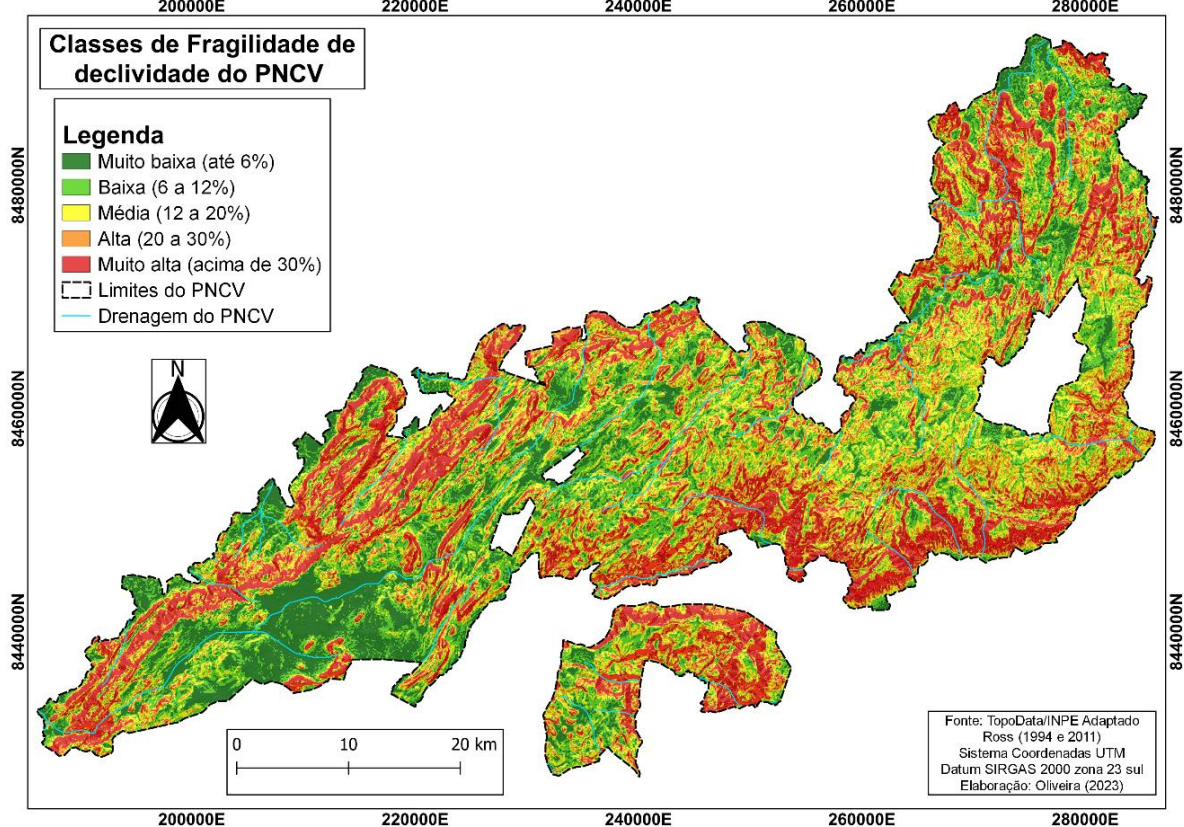 200000E 220000E 240000E 260000E 280000E
Classes de Fragilidade de
declividade do PNCV
Legenda
Muito baixa (até 6%)
Baixa (6 a 12%)
Média (12 a 20%)
Alta (20 a 30%)
Muito alta (acima de 30%)
Limites do PNCV
Drenagem do PNCV
N
8480000N
8460000N
8440000N
8480000N
8460000N
8440000N
0 10 20 km
Fonte: TopoData/INPE Adaptado
Ross (1994 e 2011)
Sistema Coordenadas UTM
Datum SIRGAS 2000 zona 23 sul
Elaboração: Oliveira (2023)
200000E 220000E 240000E 260000E 280000E